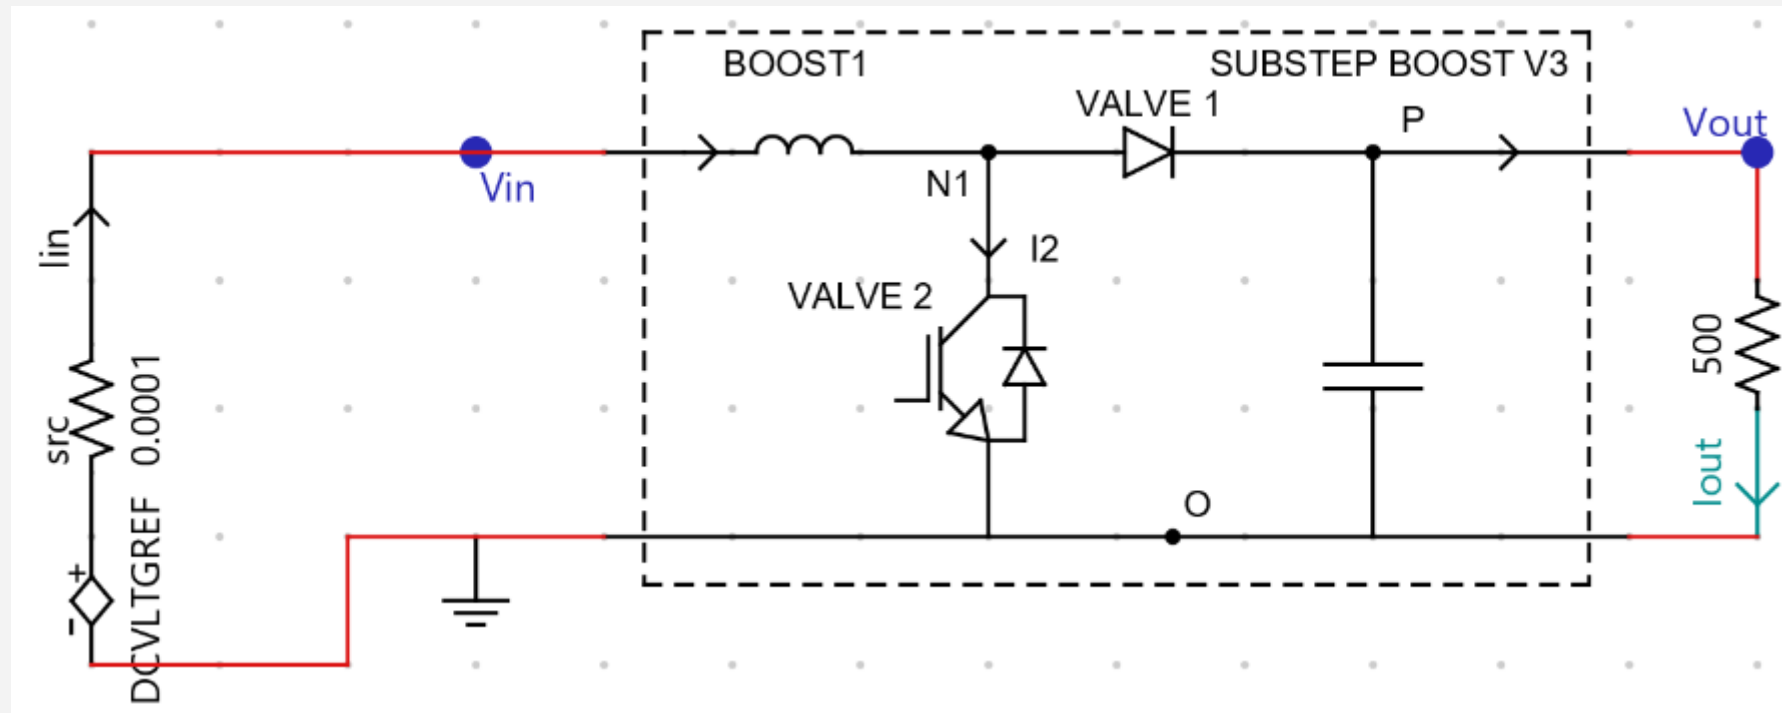 BOOST1
SUBSTEP BOOST V3
VALVE 1
P
Vout
Vin
N1
Iin
I2
VALVE 2
500
src
0.0001
Iout
O
+
-
DCVLTGREF